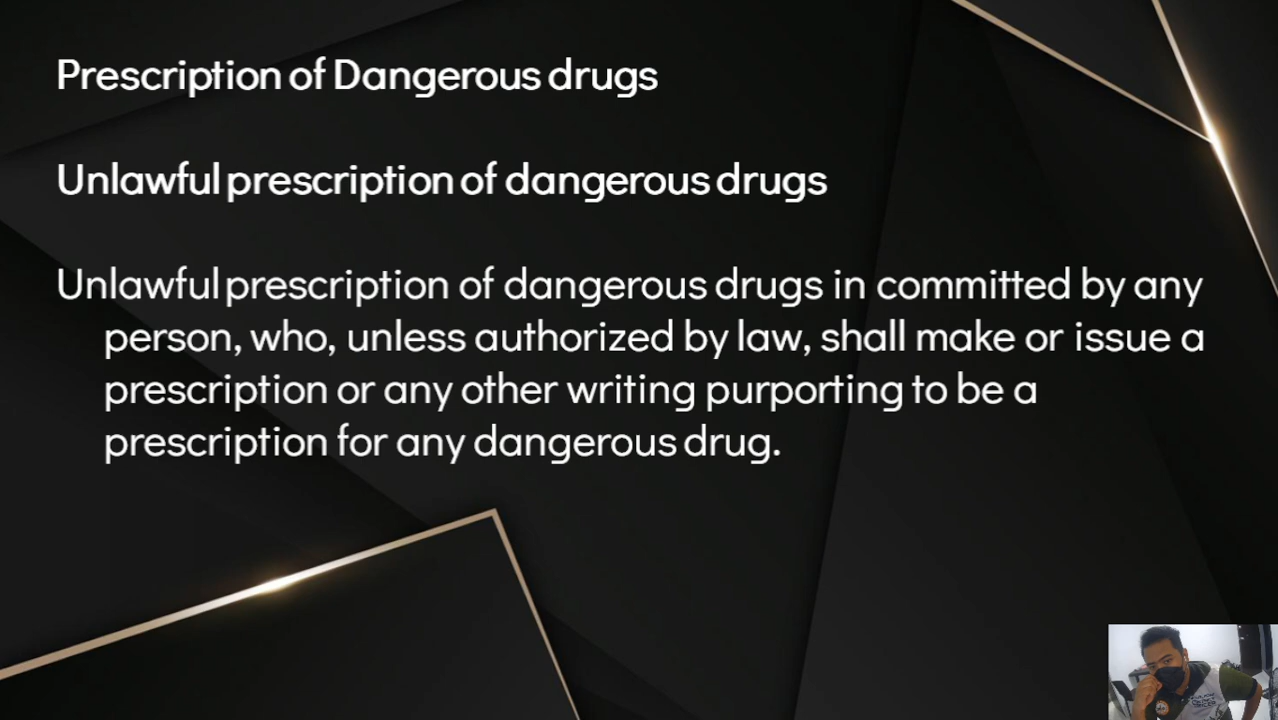 Prescription of Dangerous drugs
Unlawful prescription of dangerous drugs
Unlawful prescription of dangerous drugs in committed by any
person, who, unless authorized by law, shall make or issue a
prescription or any other writing purporting to be a
prescription for any dangerous drug.